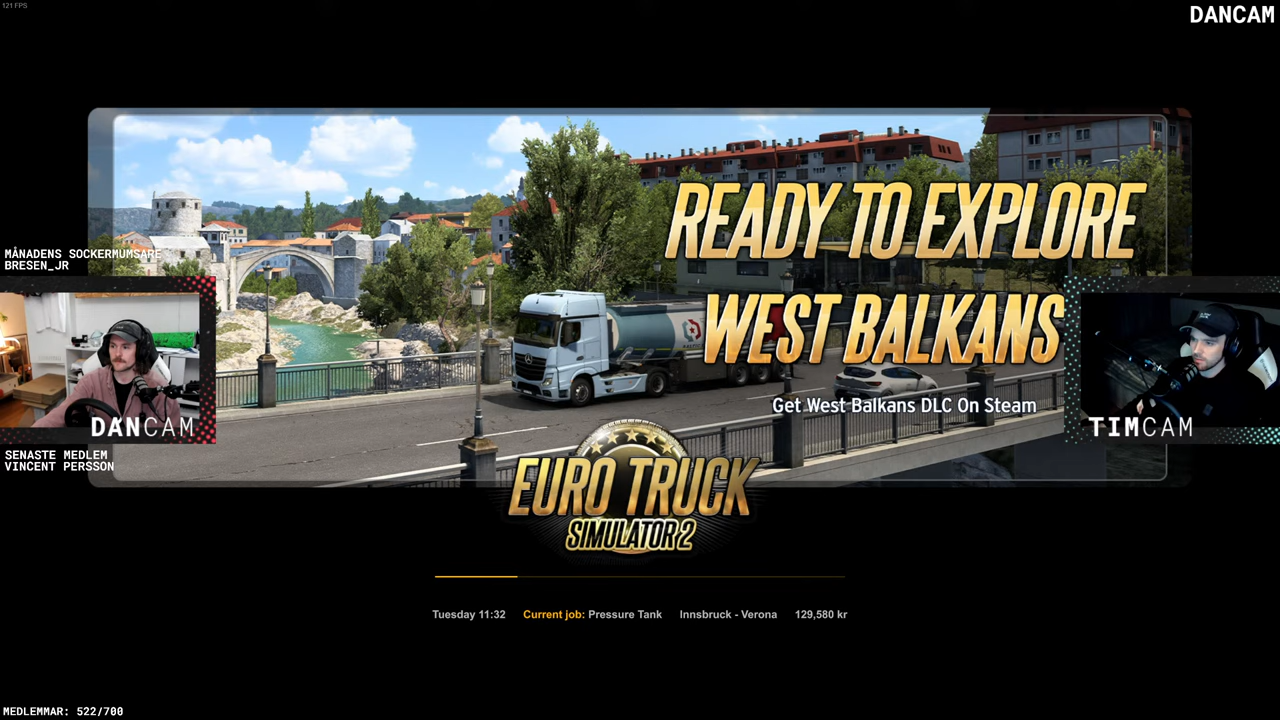 121 FPS
DANCAM
READY TO EXPLORE
WEST BALKANS
Get West Balkans DLC On Steam
MÅNADENS SOCKERMUMSARE
BRESEN_JR
DANCAM
SENASTE MEDLEM
VINCENT PERSSON
TIMCAM
EURO TRUCK
SIMULATOR 2
Tuesday 11:32 Current job: Pressure Tank Innsbruck - Verona 129,580 kr
MEDLEMMAR: 522/700